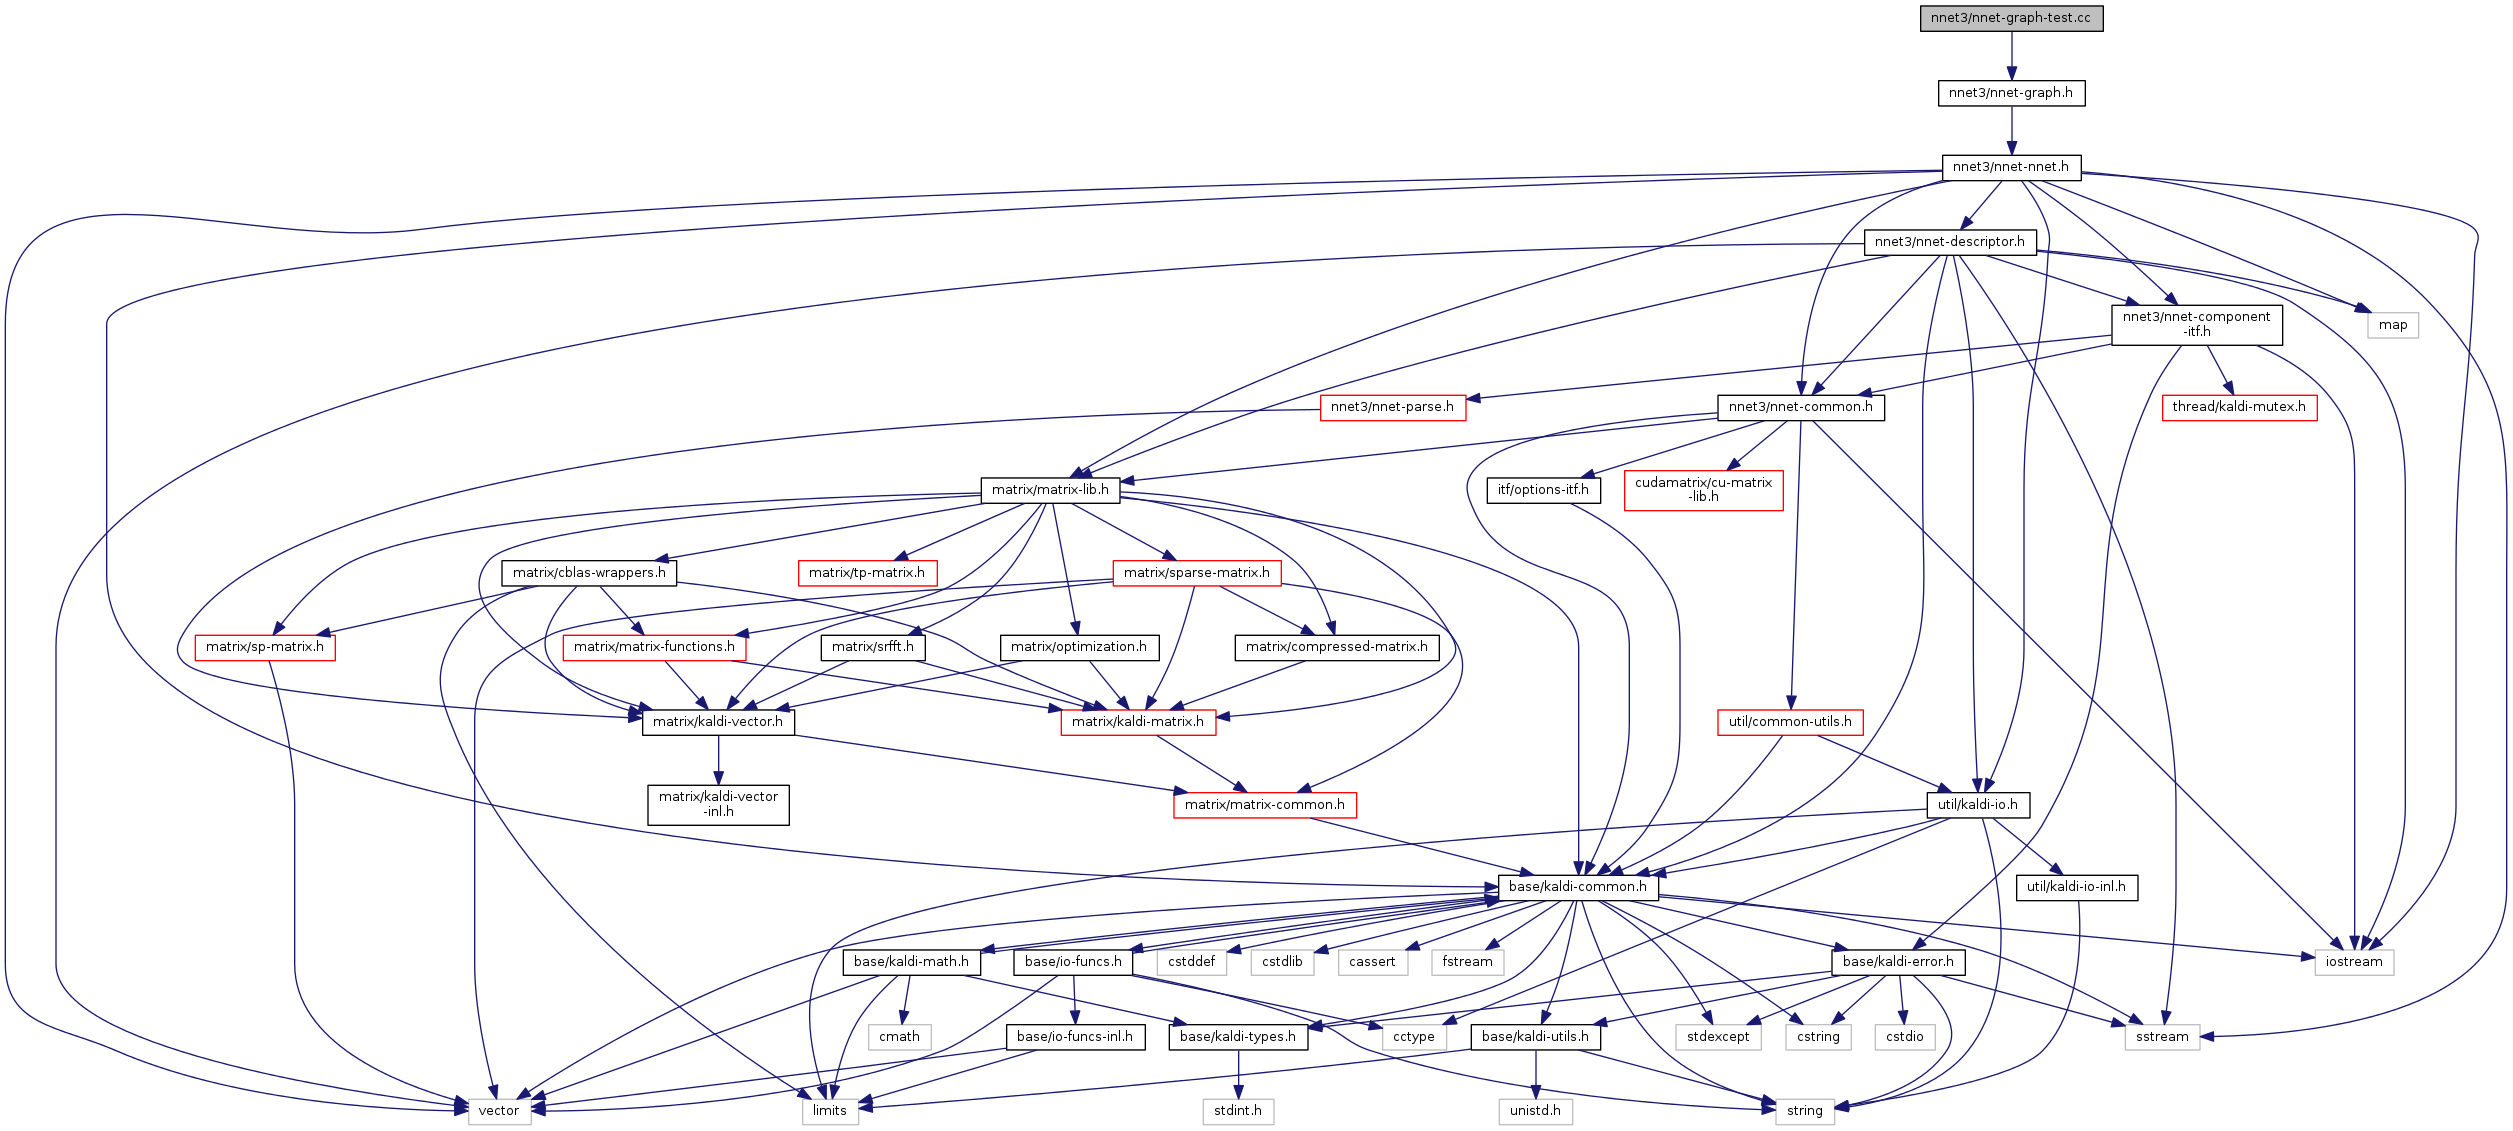 nnet3/nnet-graph-test.cc
nnet3/nnet-graph.h
nnet3/nnet-nnet.h
nnet3/nnet-descriptor.h
nnet3/nnet-component
-itf.h
map
nnet3/nnet-parse.h
nnet3/nnet-common.h
thread/kaldi-mutex.h
matrix/matrix-lib.h
itf/options-itf.h
cudamatrix/cu-matrix
-lib.h
matrix/cblas-wrappers.h
matrix/tp-matrix.h
matrix/sparse-matrix.h
matrix/sp-matrix.h
matrix/matrix-functions.h
matrix/srfft.h
matrix/optimization.h
matrix/compressed-matrix.h
matrix/kaldi-vector.h
matrix/kaldi-matrix.h
util/common-utils.h
matrix/kaldi-vector
-inl.h
matrix/matrix-common.h
util/kaldi-io.h
base/kaldi-common.h
util/kaldi-io-inl.h
base/kaldi-math.h
base/io-funcs.h
cstddef
cstdlib
cassert
fstream
base/kaldi-error.h
iostream
cmath
base/io-funcs-inl.h
base/kaldi-types.h
cctype
base/kaldi-utils.h
stdexcept
cstring
cstdio
sstream
vector
limits
stdint.h
unistd.h
string